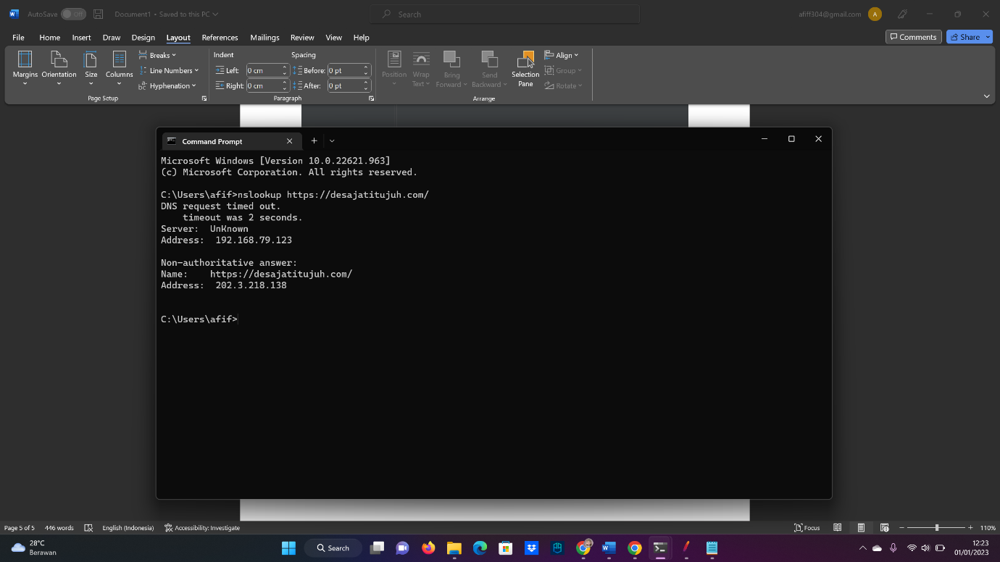 AutoSave Off Document1 • Saved to this PC Search afiff304@gmail.com A
File Home Insert Draw Design Layout References Mailings Review View Help Comments Share
Margins Orientation Size Columns
Breaks
Line Numbers
Hyphenation
Page Setup
Indent Spacing
Left: 0 cm Before: 0 pt
Right: 0 cm After: 0 pt
Paragraph
Position Wrap Text Bring Forward Send Backward Selection Pane
Align
Group
Rotate
Arrange
Command Prompt
Microsoft Windows [Version 10.0.22621.963]
(c) Microsoft Corporation. All rights reserved.
C:\Users\afif>nslookup https://desajatitujuh.com/
DNS request timed out.
timeout was 2 seconds.
Server: UnKnown
Address: 192.168.79.123
Non-authoritative answer:
Name: https://desajatitujuh.com/
Address: 202.3.218.138
C:\Users\afif>
Page 5 of 5 446 words English (Indonesia) Accessibility: Investigate Focus 110%
28°C
Berawan
Search
12:23
01/01/2023